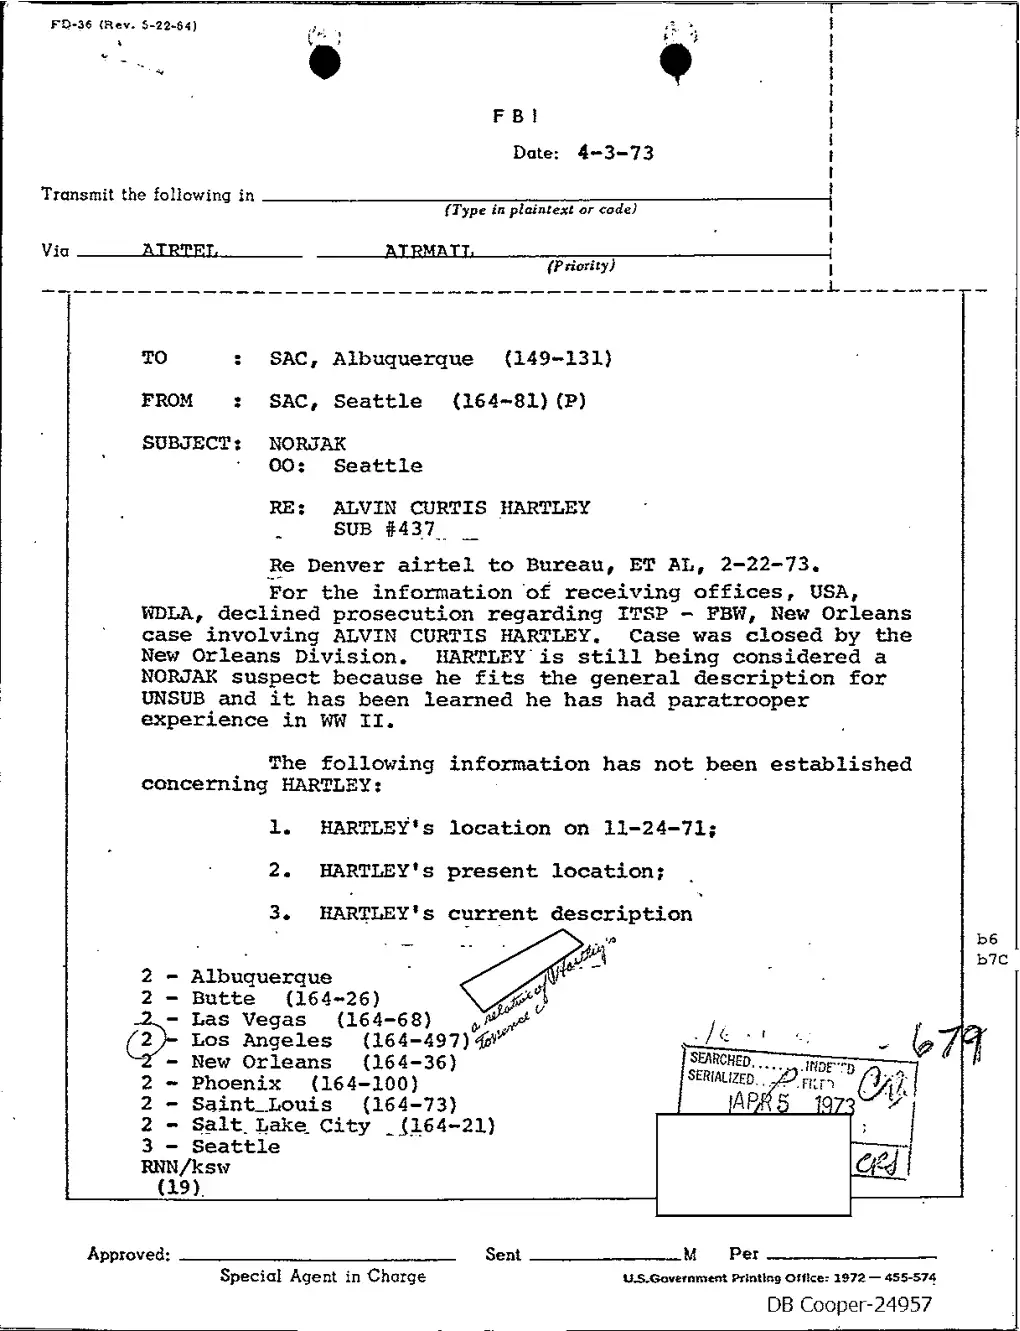 FD-36 (Rev. 5-22-64)
F B I
Date: 4-3-73
Transmit the following in
(Type in plaintext or code)
Via AIRTEL AIRMAIL
(Priority)
TO : SAC, Albuquerque (149-131)
FROM : SAC, Seattle (164-81) (P)
SUBJECT: NORJAK
OO: Seattle
RE: ALVIN CURTIS HARTLEY
SUB #437
Re Denver airtel to Bureau, ET AL, 2-22-73.
For the information of receiving offices, USA,
WDLA, declined prosecution regarding ITSP - FBW, New Orleans
case involving ALVIN CURTIS HARTLEY. Case was closed by the
New Orleans Division. HARTLEY is still being considered a
NORJAK suspect because he fits the general description for
UNSUB and it has been learned he has had paratrooper
experience in WW II.
The following information has not been established
concerning HARTLEY:
1. HARTLEY's location on 11-24-71;
2. HARTLEY's present location;
3. HARTLEY's current description
b6
b7C
a relative of Hartley's
Torrence C
2 - Albuquerque
2 - Butte (164-26)
2 - Las Vegas (164-68)
2 - Los Angeles (164-497)
2 - New Orleans (164-36)
2 - Phoenix (164-100)
2 - Saint Louis (164-73)
2 - Salt Lake City (164-21)
3 - Seattle
RNN/ksw
(19)
- 679
SEARCHED...... INDEXED
SERIALIZED... FILED
APR 5 1973
CRS
Approved: Sent M Per
Special Agent in Charge
U.S.Government Printing Office: 1972 — 455-574
DB Cooper-24957